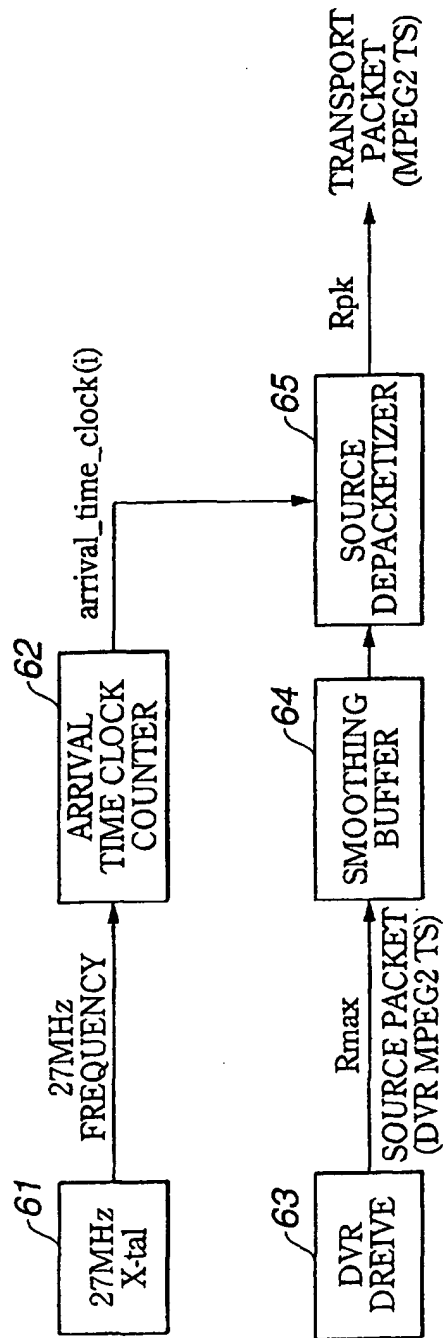 61
27MHz
X-tal
27MHz
FREQUENCY
62
ARRIVAL
TIME CLOCK
COUNTER
arrival_time_clock(i)
63
DVR
DREIVE
Rmax
SOURCE PACKET
(DVR MPEG2 TS)
64
SMOOTHING
BUFFER
65
SOURCE
DEPACKETIZER
Rpk
TRANSPORT
PACKET
(MPEG2 TS)